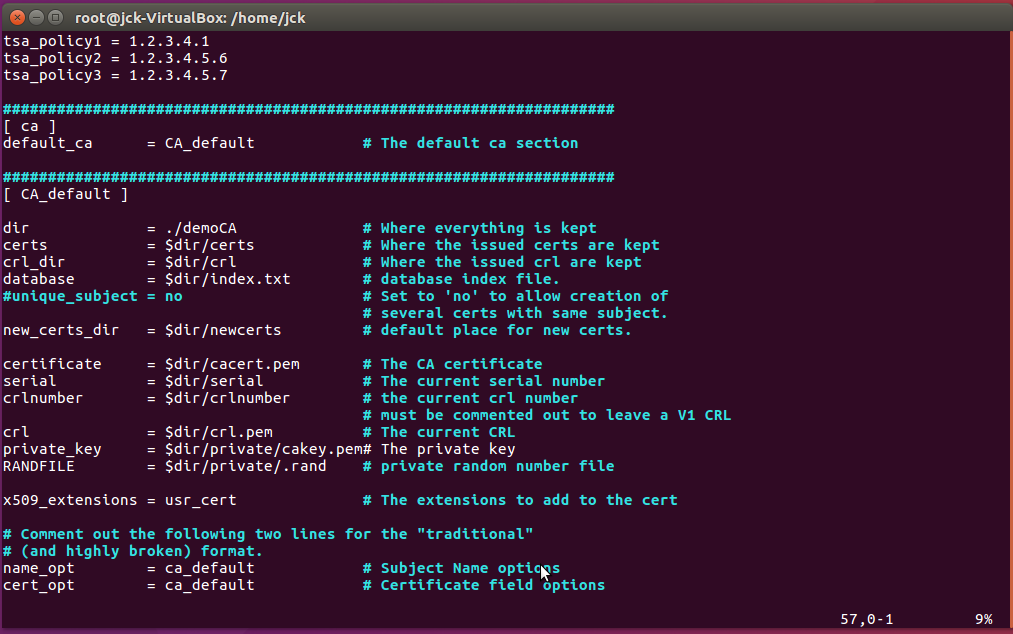 root@jck-VirtualBox: /home/jck
tsa_policy1 = 1.2.3.4.1
tsa_policy2 = 1.2.3.4.5.6
tsa_policy3 = 1.2.3.4.5.7
####################################################################
[ ca ]
default_ca      = CA_default            # The default ca section
####################################################################
[ CA_default ]
dir             = ./demoCA              # Where everything is kept
certs           = $dir/certs            # Where the issued certs are kept
crl_dir         = $dir/crl              # Where the issued crl are kept
database        = $dir/index.txt        # database index file.
#unique_subject = no                    # Set to 'no' to allow creation of
                                        # several certs with same subject.
new_certs_dir   = $dir/newcerts         # default place for new certs.
certificate     = $dir/cacert.pem       # The CA certificate
serial          = $dir/serial           # The current serial number
crlnumber       = $dir/crlnumber        # the current crl number
                                        # must be commented out to leave a V1 CRL
crl             = $dir/crl.pem          # The current CRL
private_key     = $dir/private/cakey.pem# The private key
RANDFILE        = $dir/private/.rand    # private random number file
x509_extensions = usr_cert              # The extensions to add to the cert
# Comment out the following two lines for the "traditional"
# (and highly broken) format.
name_opt        = ca_default            # Subject Name options
cert_opt        = ca_default            # Certificate field options
57,0-1         9%